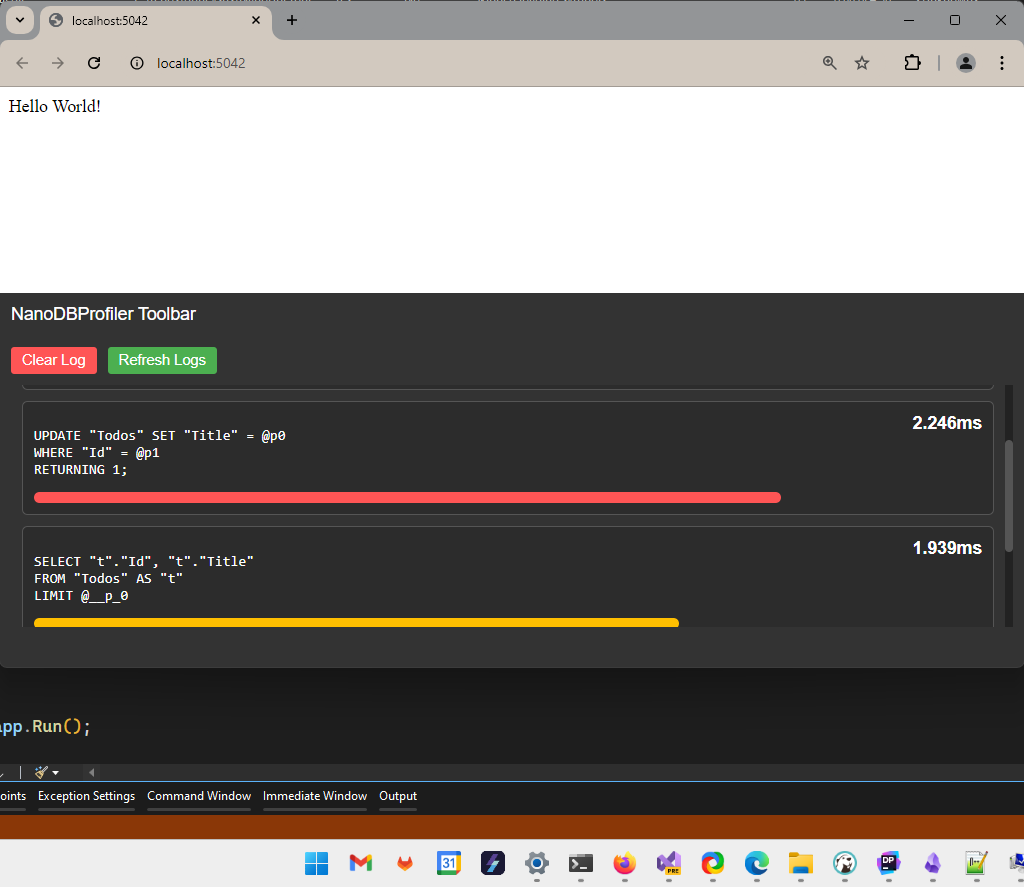 localhost:5042
localhost:5042
Hello World!
NanoDBProfiler Toolbar
Clear Log
Refresh Logs
2.246ms
UPDATE "Todos" SET "Title" = @p0
WHERE "Id" = @p1
RETURNING 1;
1.939ms
SELECT "t"."Id", "t"."Title"
FROM "Todos" AS "t"
LIMIT @__p_0
app.Run();
oints Exception Settings Command Window Immediate Window Output
31
PRE
DP